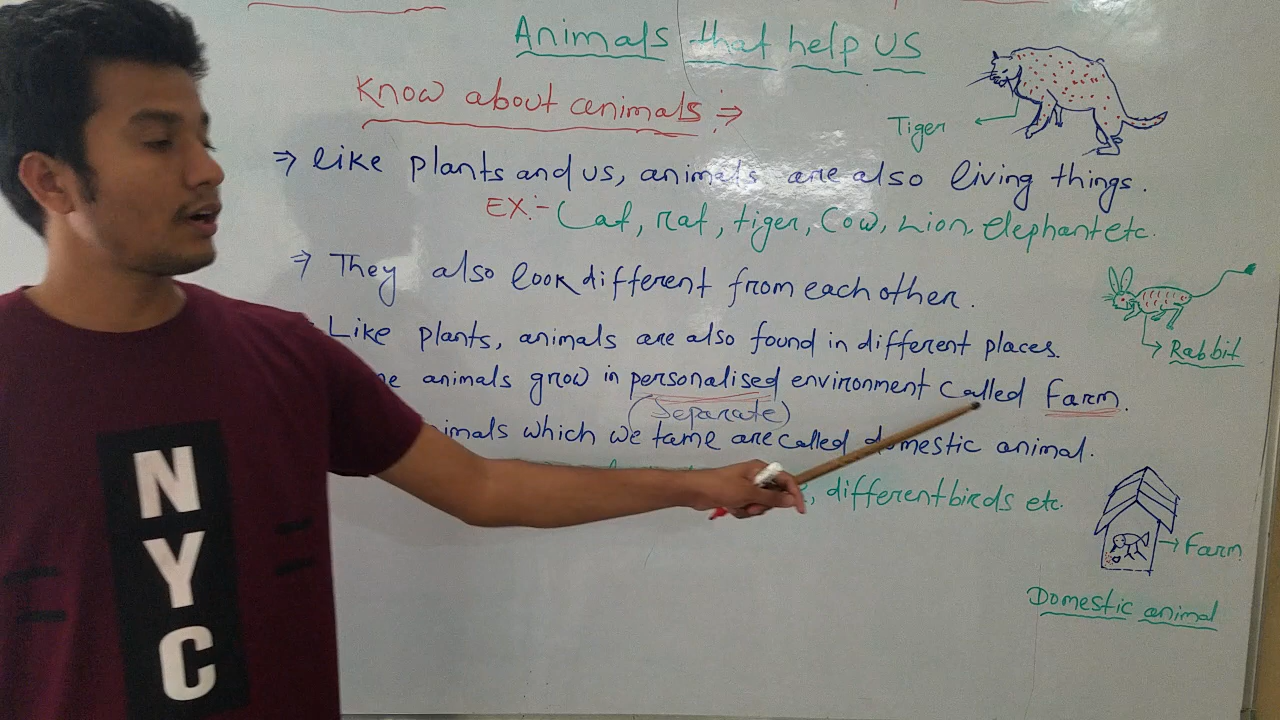 Animals that help US
Know about animals :⇒
Tiger
⇒ Like plants and us, animals are also living things.
EX:- Cat, rat, tiger, Cow, Lion, elephant etc.
⇒ They also look different from each other.
Like plants, animals are also found in different places.
Rabbit
animals grow in personalised environment called farm.
(Separate)
which we tame are called domestic animal.
different birds etc.
Farm
Domestic animal
NYC